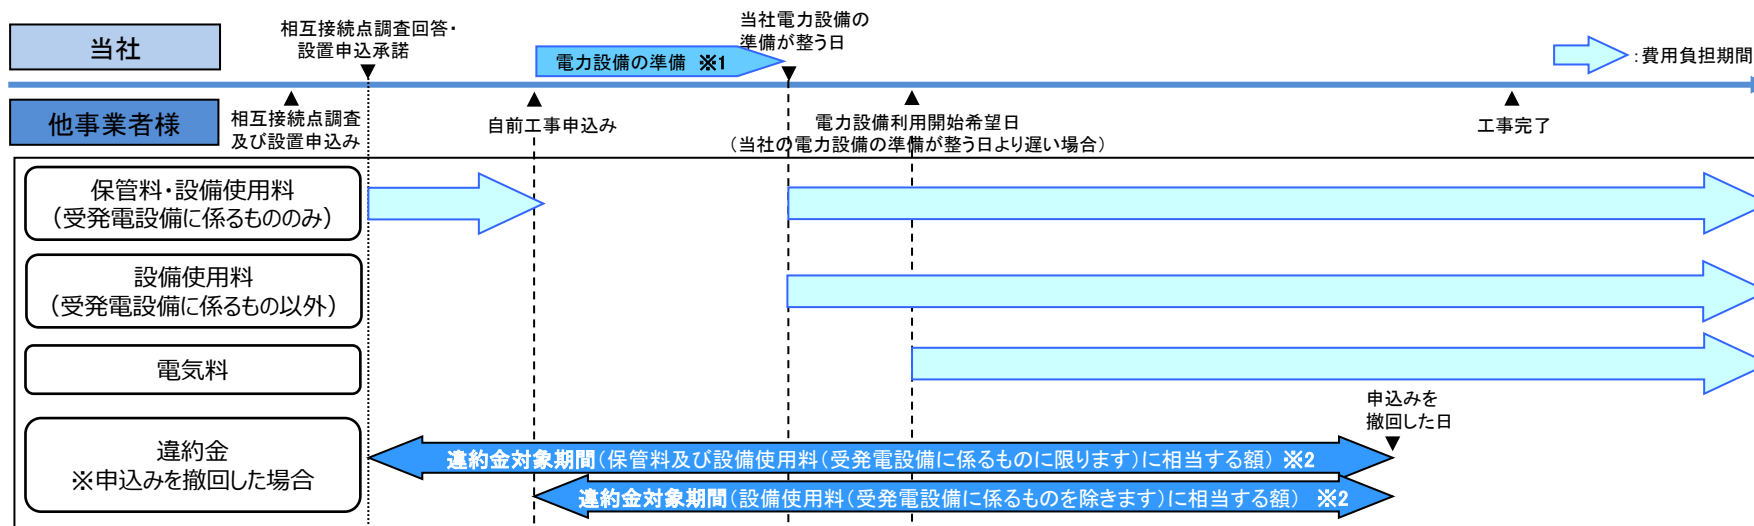 当社
相互接続点調査回答・
設置申込承諾
電力設備の準備 ※1
当社電力設備の
準備が整う日
：費用負担期間
他事業者様
相互接続点調査
及び設置申込み
自前工事申込み
電力設備利用開始希望日
（当社の電力設備の準備が整う日より遅い場合）
工事完了
保管料・設備使用料
（受発電設備に係るもののみ）
設備使用料
（受発電設備に係るもの以外）
電気料
申込みを
撤回した日
違約金
※申込みを撤回した場合
違約金対象期間（保管料及び設備使用料（受発電設備に係るものに限ります）に相当する額） ※2
違約金対象期間（設備使用料（受発電設備に係るものを除きます）に相当する額） ※2